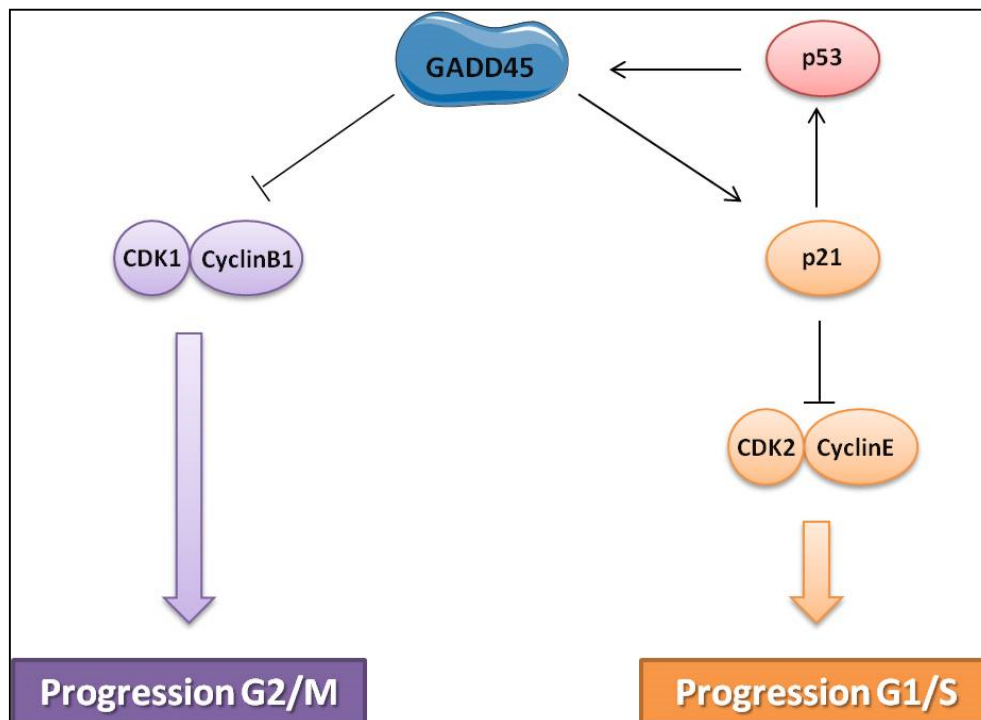 GADD45
p53
CDK1
CyclinB1
p21
CDK2
CyclinE
Progression G2/M
Progression G1/S